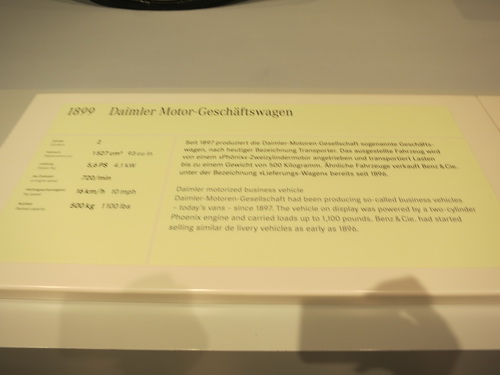 1899 Daimler Motor-Geschäftswagen
2
1527 cm³ 93 cu in
5,6 PS 4,1 kW
720/min
16 km/h 10 mph
500 kg 1100 lbs
Seit 1897 produziert die Daimler-Motoren-Gesellschaft sogenannte Geschäfts-
wagen, nach heutiger Bezeichnung Transporter. Das ausgestellte Fahrzeug wird
von einem »Phönix«-Zweizylindermotor angetrieben und transportiert Lasten
bis zu einem Gewicht von 500 Kilogramm. Ähnliche Fahrzeuge verkauft Benz & Cie.
unter der Bezeichnung »Lieferungs-Wagen« bereits seit 1896.
Daimler motorized business vehicle
Daimler-Motoren-Gesellschaft had been producing so-called business vehicles
– today's vans – since 1897. The vehicle on display was powered by a two-cylinder
Phoenix engine and carried loads up to 1,100 pounds. Benz & Cie. had started
selling similar de livery vehicles as early as 1896.